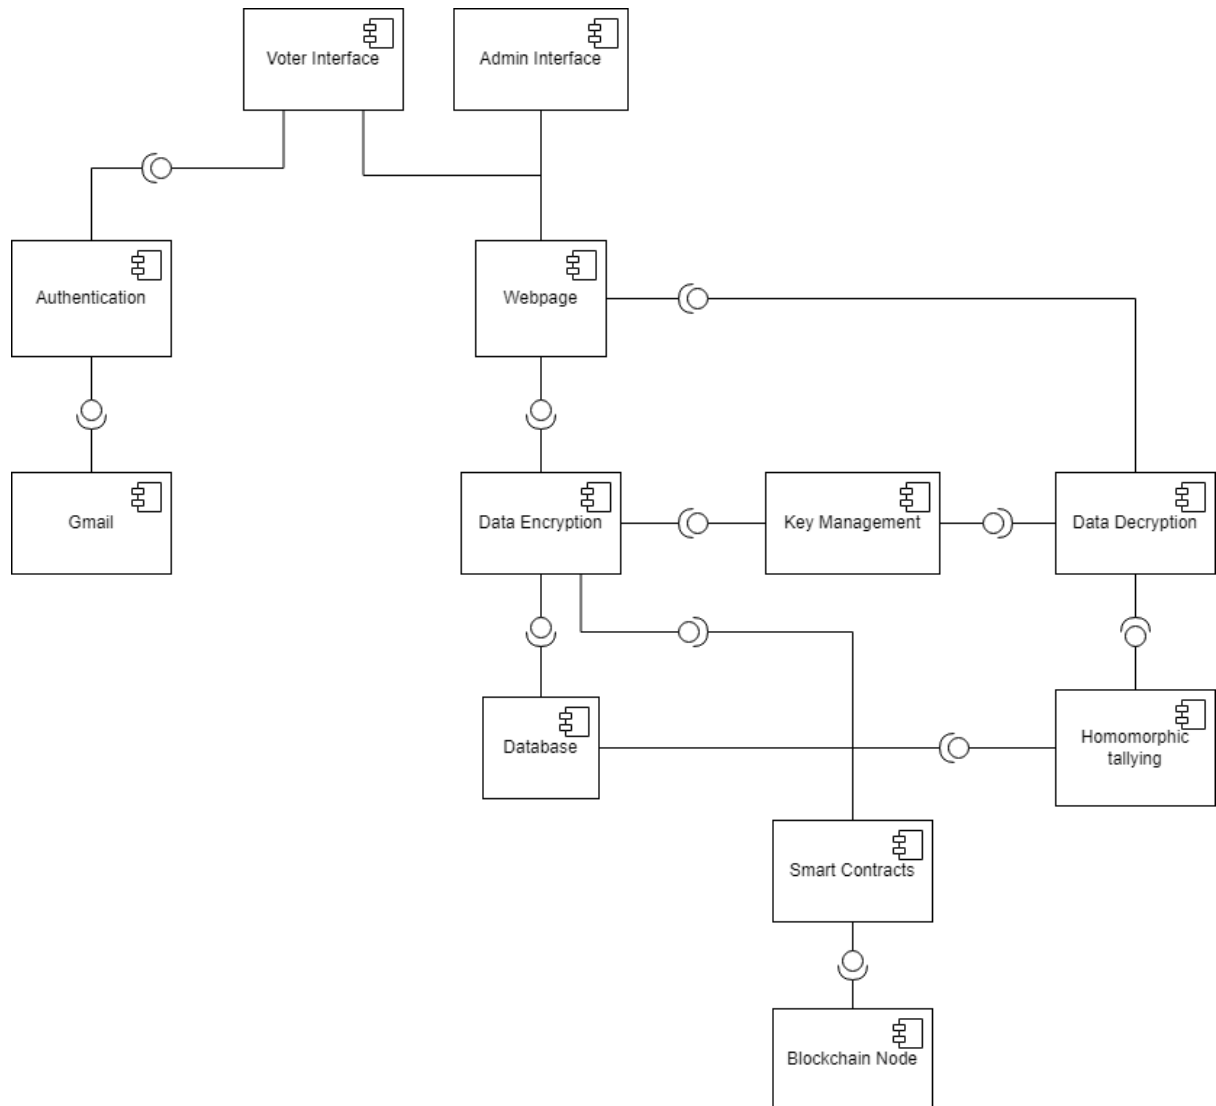 Voter Interface
Admin Interface
Authentication
Webpage
Gmail
Data Encryption
Key Management
Data Decryption
Database
Homomorphic
tallying
Smart Contracts
Blockchain Node